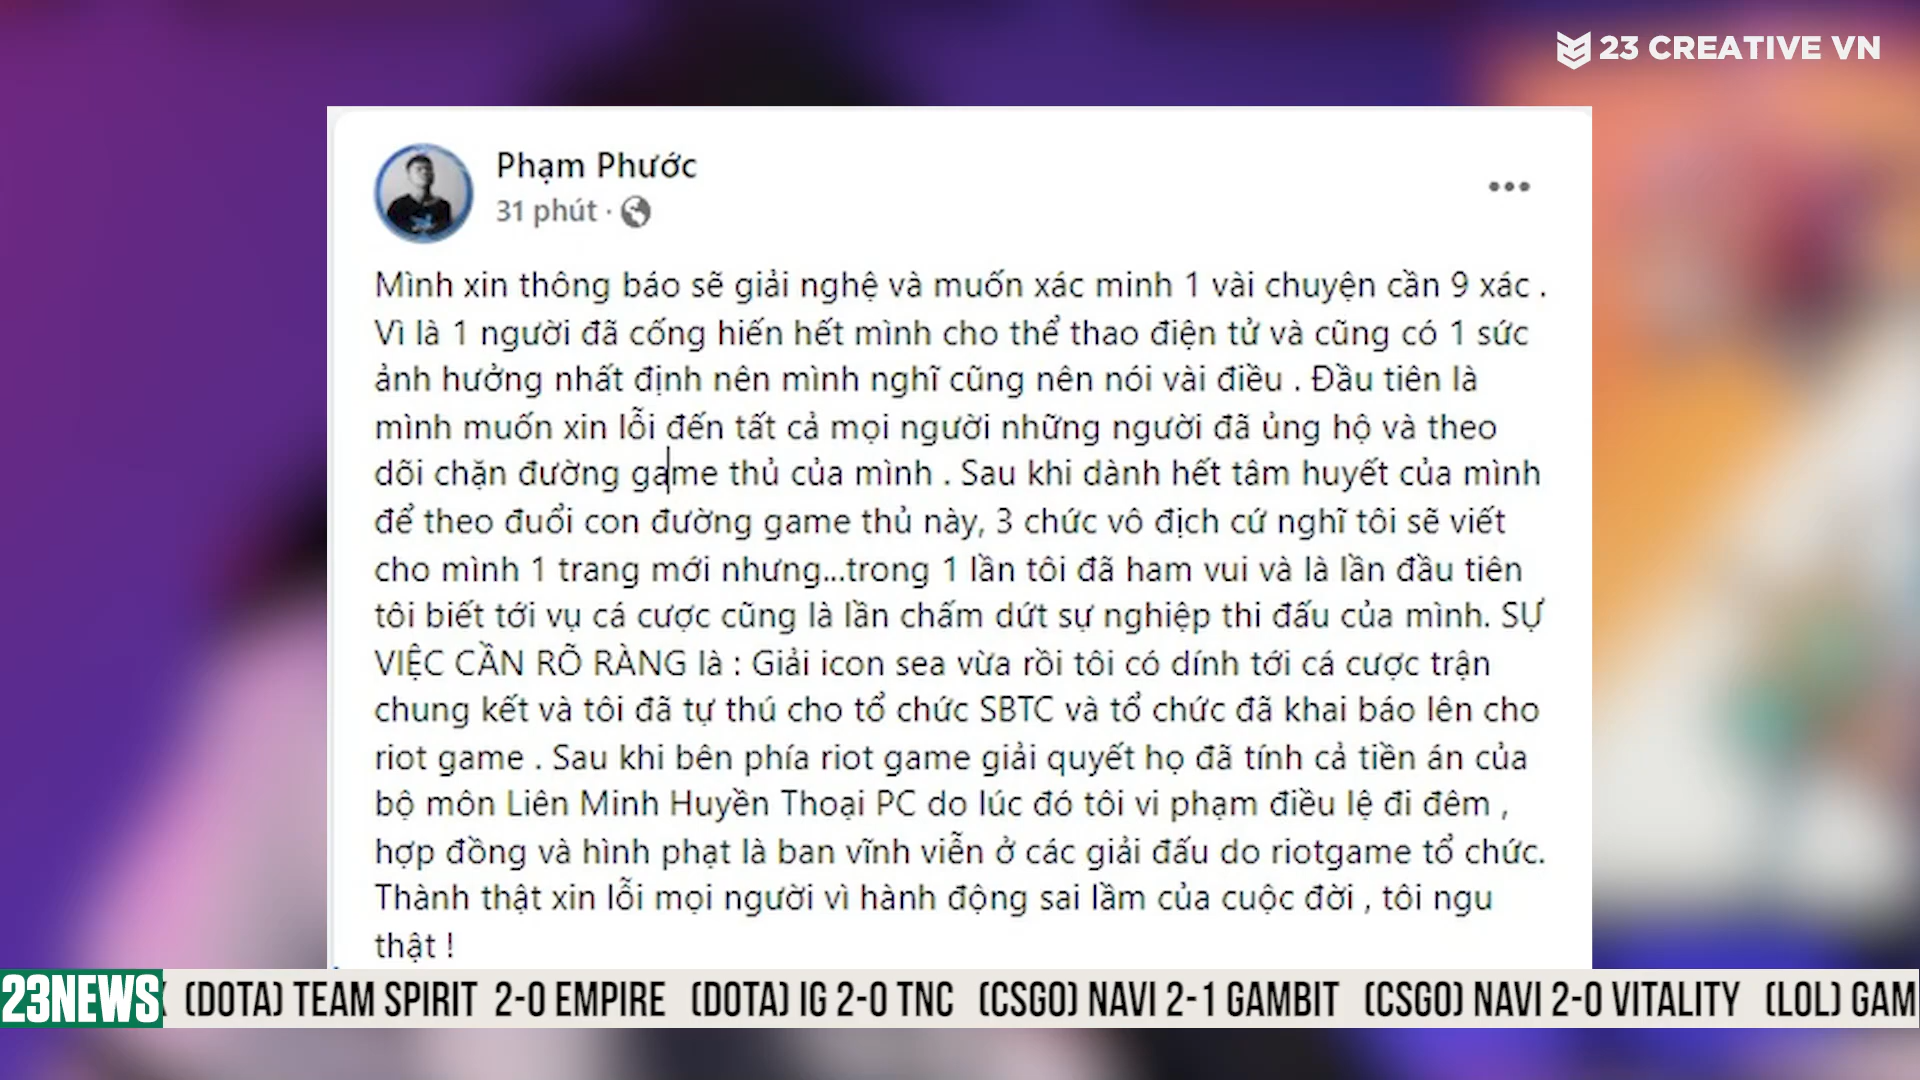 23 CREATIVE VN
Phạm Phước
31 phút ·
Mình xin thông báo sẽ giải nghệ và muốn xác minh 1 vài chuyện cần 9 xác .
Vì là 1 người đã cống hiến hết mình cho thể thao điện tử và cũng có 1 sức
ảnh hưởng nhất định nên mình nghĩ cũng nên nói vài điều . Đầu tiên là
mình muốn xin lỗi đến tất cả mọi người những người đã ủng hộ và theo
dõi chặn đường game thủ của mình . Sau khi dành hết tâm huyết của mình
để theo đuổi con đường game thủ này, 3 chức vô địch cứ nghĩ tôi sẽ viết
cho mình 1 trang mới nhưng...trong 1 lần tôi đã ham vui và là lần đầu tiên
tôi biết tới vụ cá cược cũng là lần chấm dứt sự nghiệp thi đấu của mình. SỰ
VIỆC CẦN RÕ RÀNG là : Giải icon sea vừa rồi tôi có dính tới cá cược trận
chung kết và tôi đã tự thú cho tổ chức SBTC và tổ chức đã khai báo lên cho
riot game . Sau khi bên phía riot game giải quyết họ đã tính cả tiền án của
bộ môn Liên Minh Huyền Thoại PC do lúc đó tôi vi phạm điều lệ đi đêm ,
hợp đồng và hình phạt là ban vĩnh viễn ở các giải đấu do riotgame tổ chức.
Thành thật xin lỗi mọi người vì hành động sai lầm của cuộc đời , tôi ngu
thật !
23NEWS (DOTA) TEAM SPIRIT 2-0 EMPIRE (DOTA) IG 2-0 TNC (CSGO) NAVI 2-1 GAMBIT (CSGO) NAVI 2-0 VITALITY (LOL) GAM